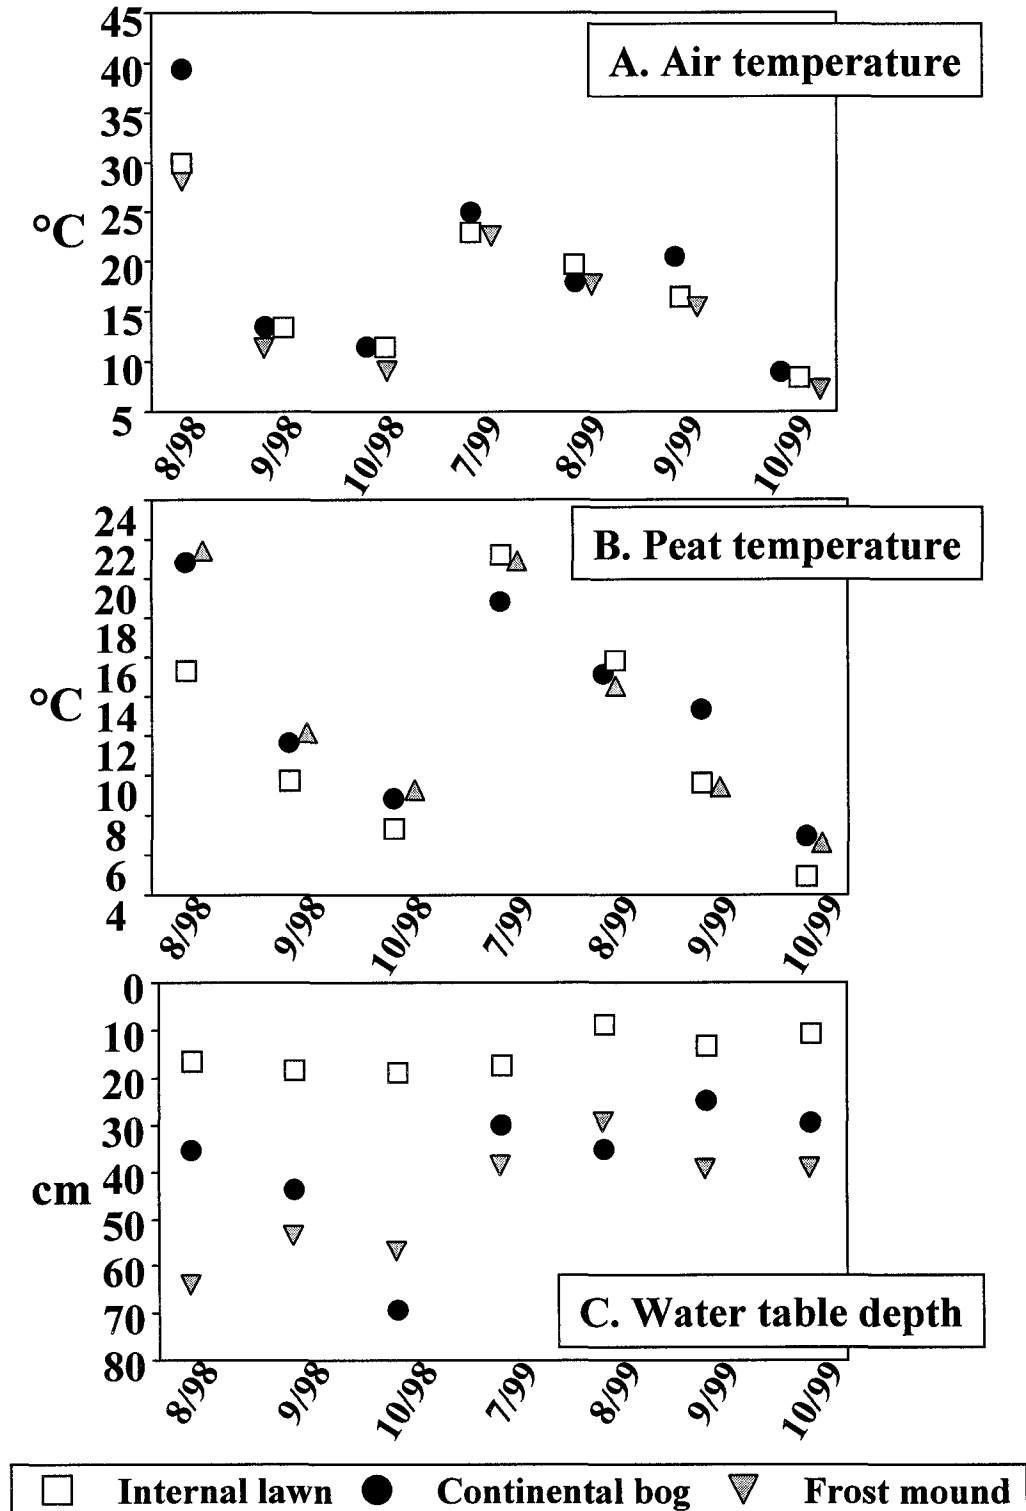 A. Air temperature
°C
45
40
35
30
25
20
15
10
5
8/98 9/98 10/98 7/99 8/99 9/99 10/99
B. Peat temperature
°C
24
22
20
18
16
14
12
10
8
6
4
8/98 9/98 10/98 7/99 8/99 9/99 10/99
C. Water table depth
cm
0
10
20
30
40
50
60
70
80
8/98 9/98 10/98 7/99 8/99 9/99 10/99
Internal lawn Continental bog Frost mound